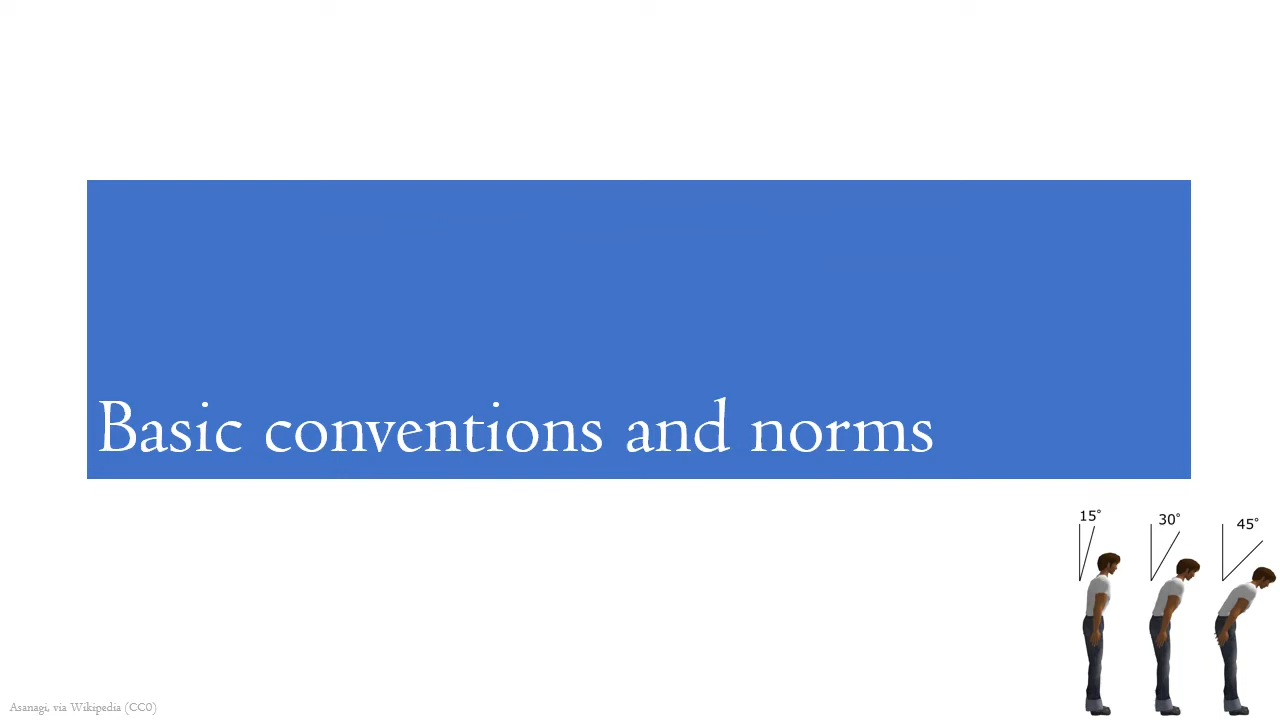 Basic conventions and norms
15° 30° 45°
Asanagi, via Wikipedia (CC0)